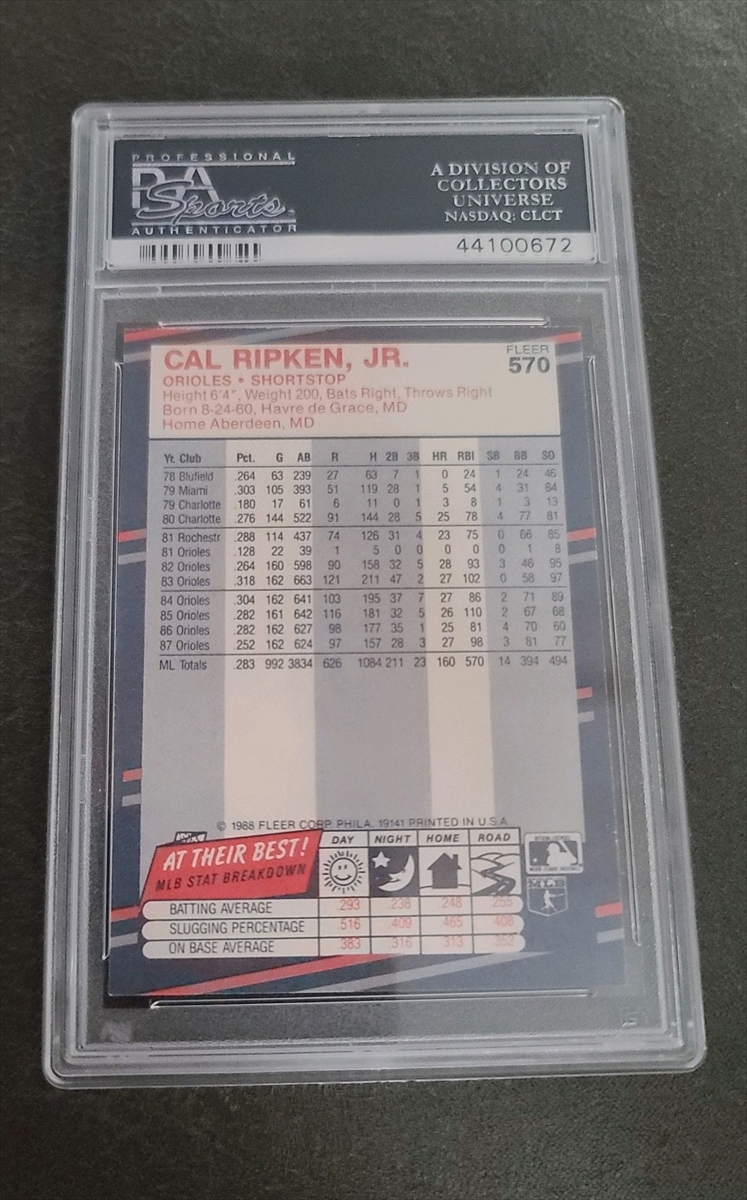 PROFESSIONAL
PSA
Sports
AUTHENTICATOR
A DIVISION OF
COLLECTORS
UNIVERSE
NASDAQ: CLCT
44100672
CAL RIPKEN, JR.
FLEER
570
ORIOLES • SHORTSTOP
Height 6'4", Weight 200, Bats Right, Throws Right
Born 8-24-60, Havre de Grace, MD
Home Aberdeen, MD
Yr. Club Pct. G AB R H 2B 3B HR RBI SB BB SO
78 Blufield .264 63 239 27 63 7 1 0 24 1 24 46
79 Miami .303 105 393 51 119 28 1 5 54 4 31 64
79 Charlotte .180 17 61 6 11 0 1 3 8 1 3 13
80 Charlotte .276 144 522 91 144 28 5 25 78 4 77 81
81 Rochestr .288 114 437 74 126 31 4 23 75 0 66 85
81 Orioles .128 22 39 1 5 0 0 0 0 0 1 8
82 Orioles .264 160 598 90 158 32 5 28 93 3 46 95
83 Orioles .318 162 663 121 211 47 2 27 102 0 58 97
84 Orioles .304 162 641 103 195 37 7 27 86 2 71 89
85 Orioles .282 161 642 116 181 32 5 26 110 2 67 68
86 Orioles .282 162 627 98 177 35 1 25 81 4 70 60
87 Orioles .252 162 624 97 157 28 3 27 98 3 81 77
ML Totals .283 992 3834 626 1084 211 23 160 570 14 394 494
© 1988 FLEER CORP. PHILA. 19141 PRINTED IN U.S.A.
AT THEIR BEST!
MLB STAT BREAKDOWN
DAY NIGHT HOME ROAD
BATTING AVERAGE .293 .238 .248 .255
SLUGGING PERCENTAGE .516 .409 .465 .408
ON BASE AVERAGE .383 .316 .313 .352